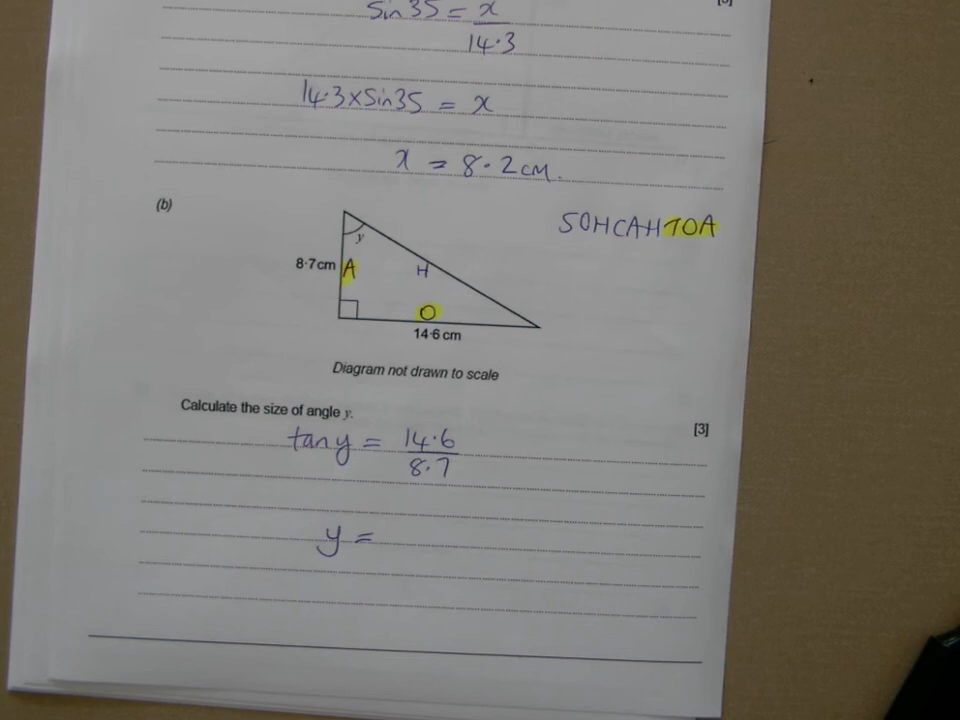 Sin35 = x
14.3
14.3×Sin35 = x
x = 8.2cm.
(b)
SOHCAHTOA
y
8·7cm A
H
O
14·6 cm
Diagram not drawn to scale
Calculate the size of angle y.
[3]
tan y = 14.6
8.7
y =